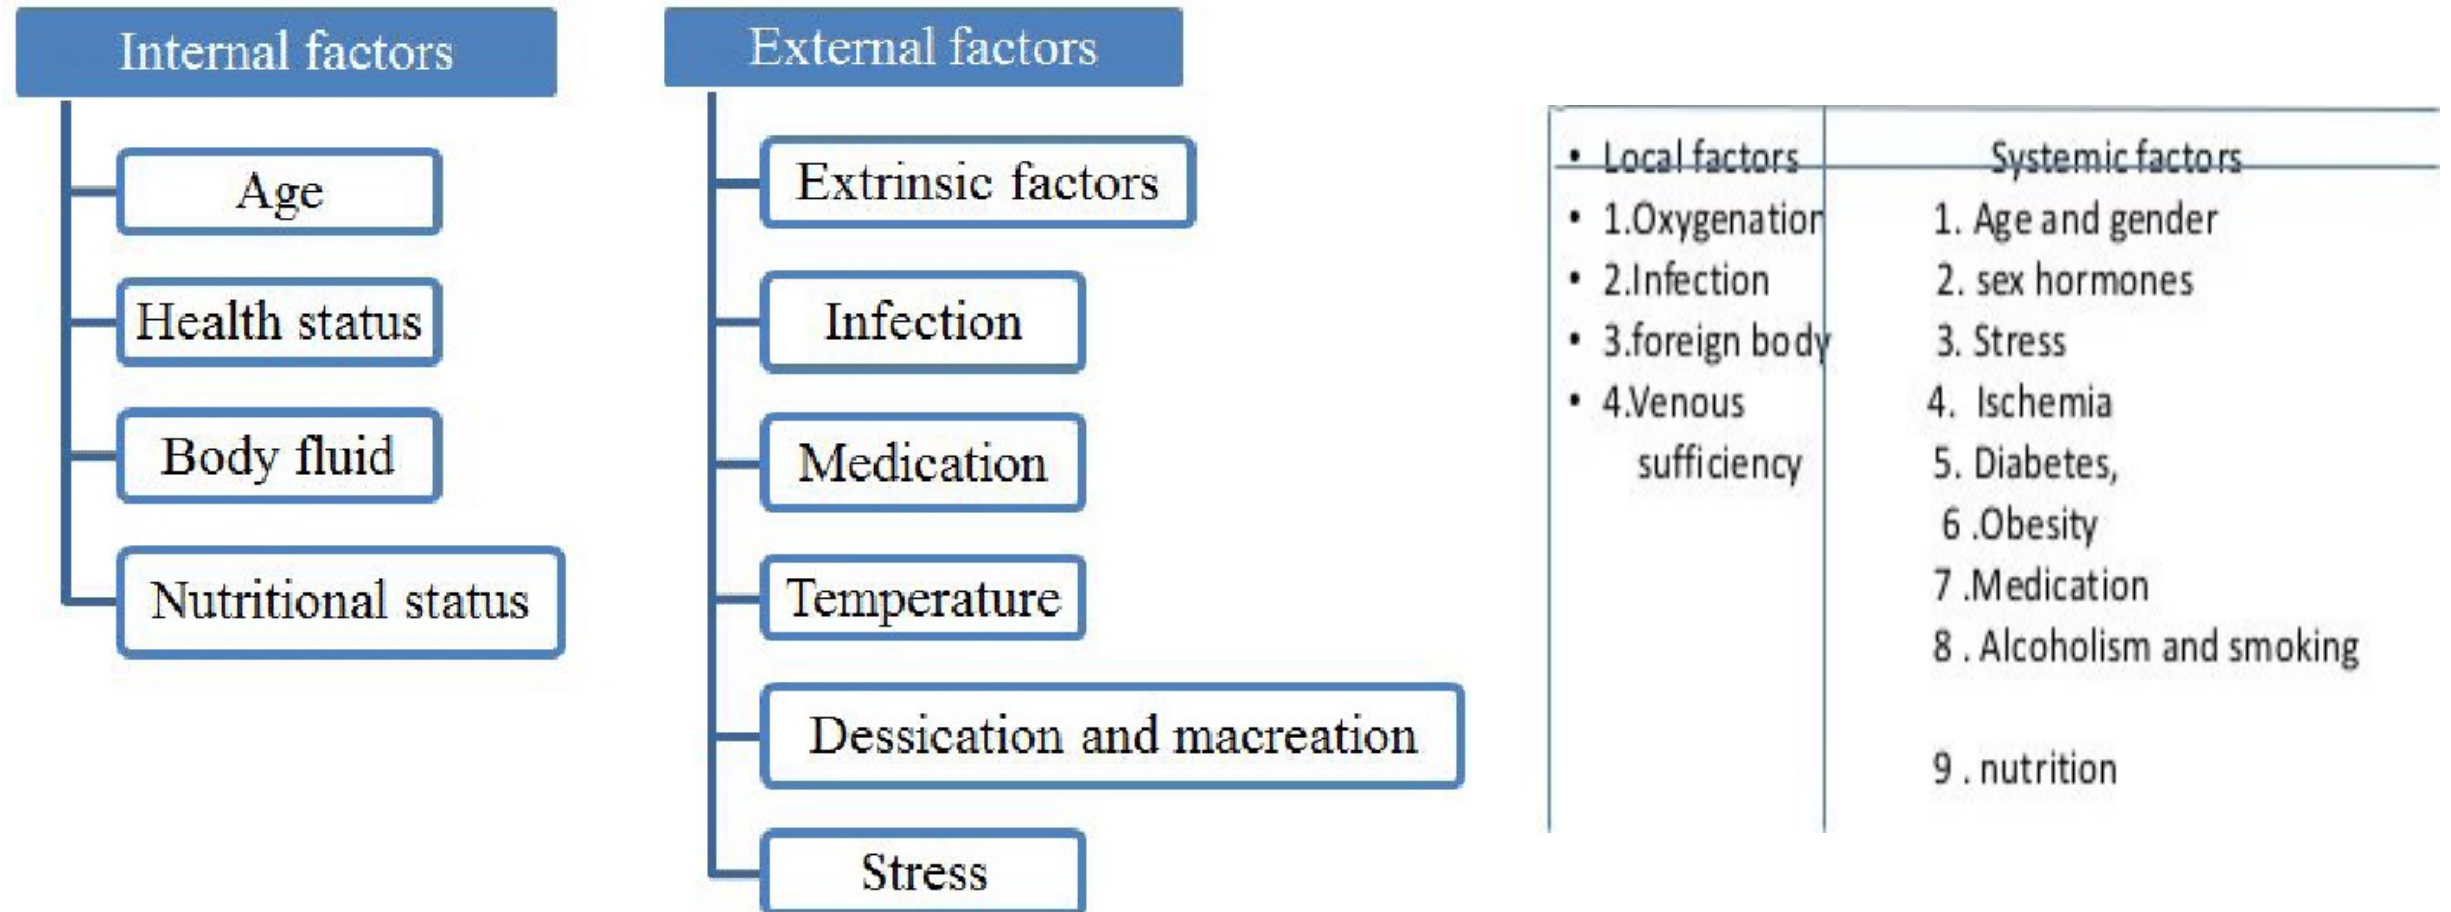 Internal factors
Age
Health status
Body fluid
Nutritional status
External factors
Extrinsic factors
Infection
Medication
Temperature
Dessication and macreation
Stress
• Local factors
• 1.Oxygenation
• 2.Infection
• 3.foreign body
• 4.Venous
sufficiency
Systemic factors
1. Age and gender
2. sex hormones
3. Stress
4. Ischemia
5. Diabetes,
6 .Obesity
7 .Medication
8 . Alcoholism and smoking
9 . nutrition